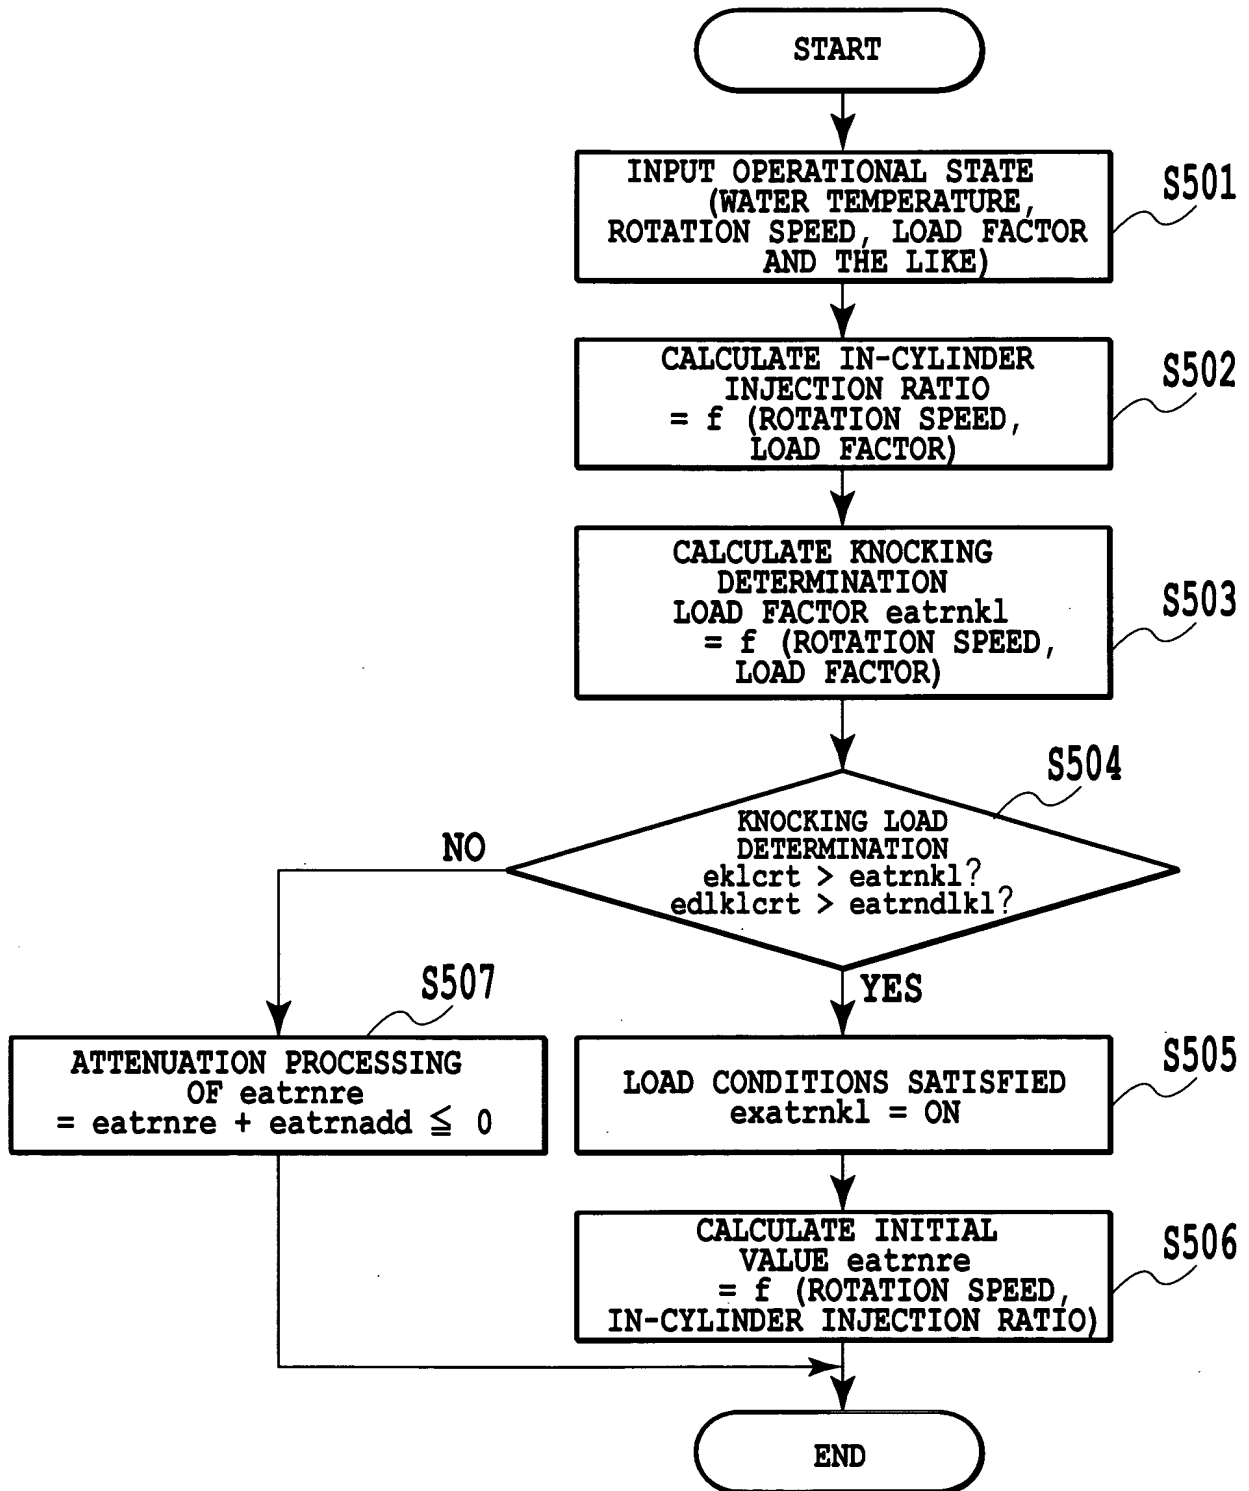 START
INPUT OPERATIONAL STATE
(WATER TEMPERATURE,
ROTATION SPEED, LOAD FACTOR
AND THE LIKE)
S501
CALCULATE IN-CYLINDER
INJECTION RATIO
= f (ROTATION SPEED,
LOAD FACTOR)
S502
CALCULATE KNOCKING
DETERMINATION
LOAD FACTOR eatrnkl
= f (ROTATION SPEED,
LOAD FACTOR)
S503
S504
KNOCKING LOAD
DETERMINATION
eklcrt > eatrnkl?
edlklcrt > eatrndlkl?
NO
YES
S507
ATTENUATION PROCESSING
OF eatrnre
= eatrnre + eatrnadd ≦ 0
LOAD CONDITIONS SATISFIED
exatrnkl = ON
S505
CALCULATE INITIAL
VALUE eatrnre
= f (ROTATION SPEED,
IN-CYLINDER INJECTION RATIO)
S506
END